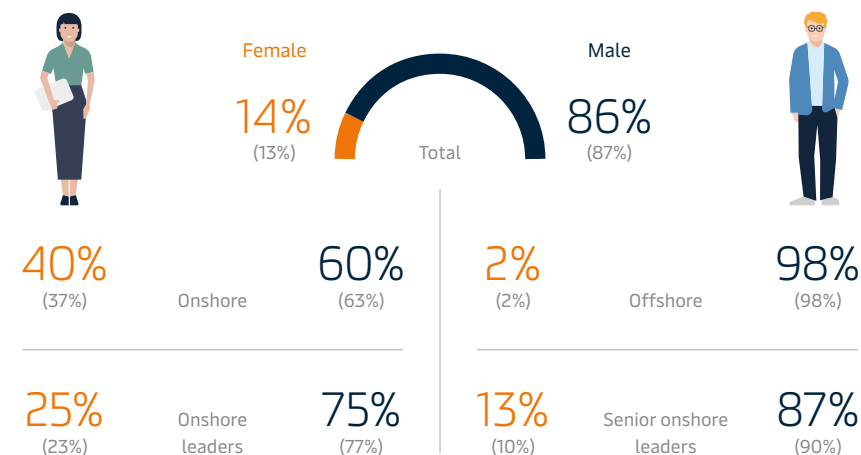 Female
Male
14%
86%
(13%)
Total
(87%)
40%
60%
2%
98%
(37%)
Onshore
(63%)
(2%)
Offshore
(98%)
25%
75%
13%
87%
Onshore
leaders
Senior onshore
leaders
(23%)
(77%)
(10%)
(90%)